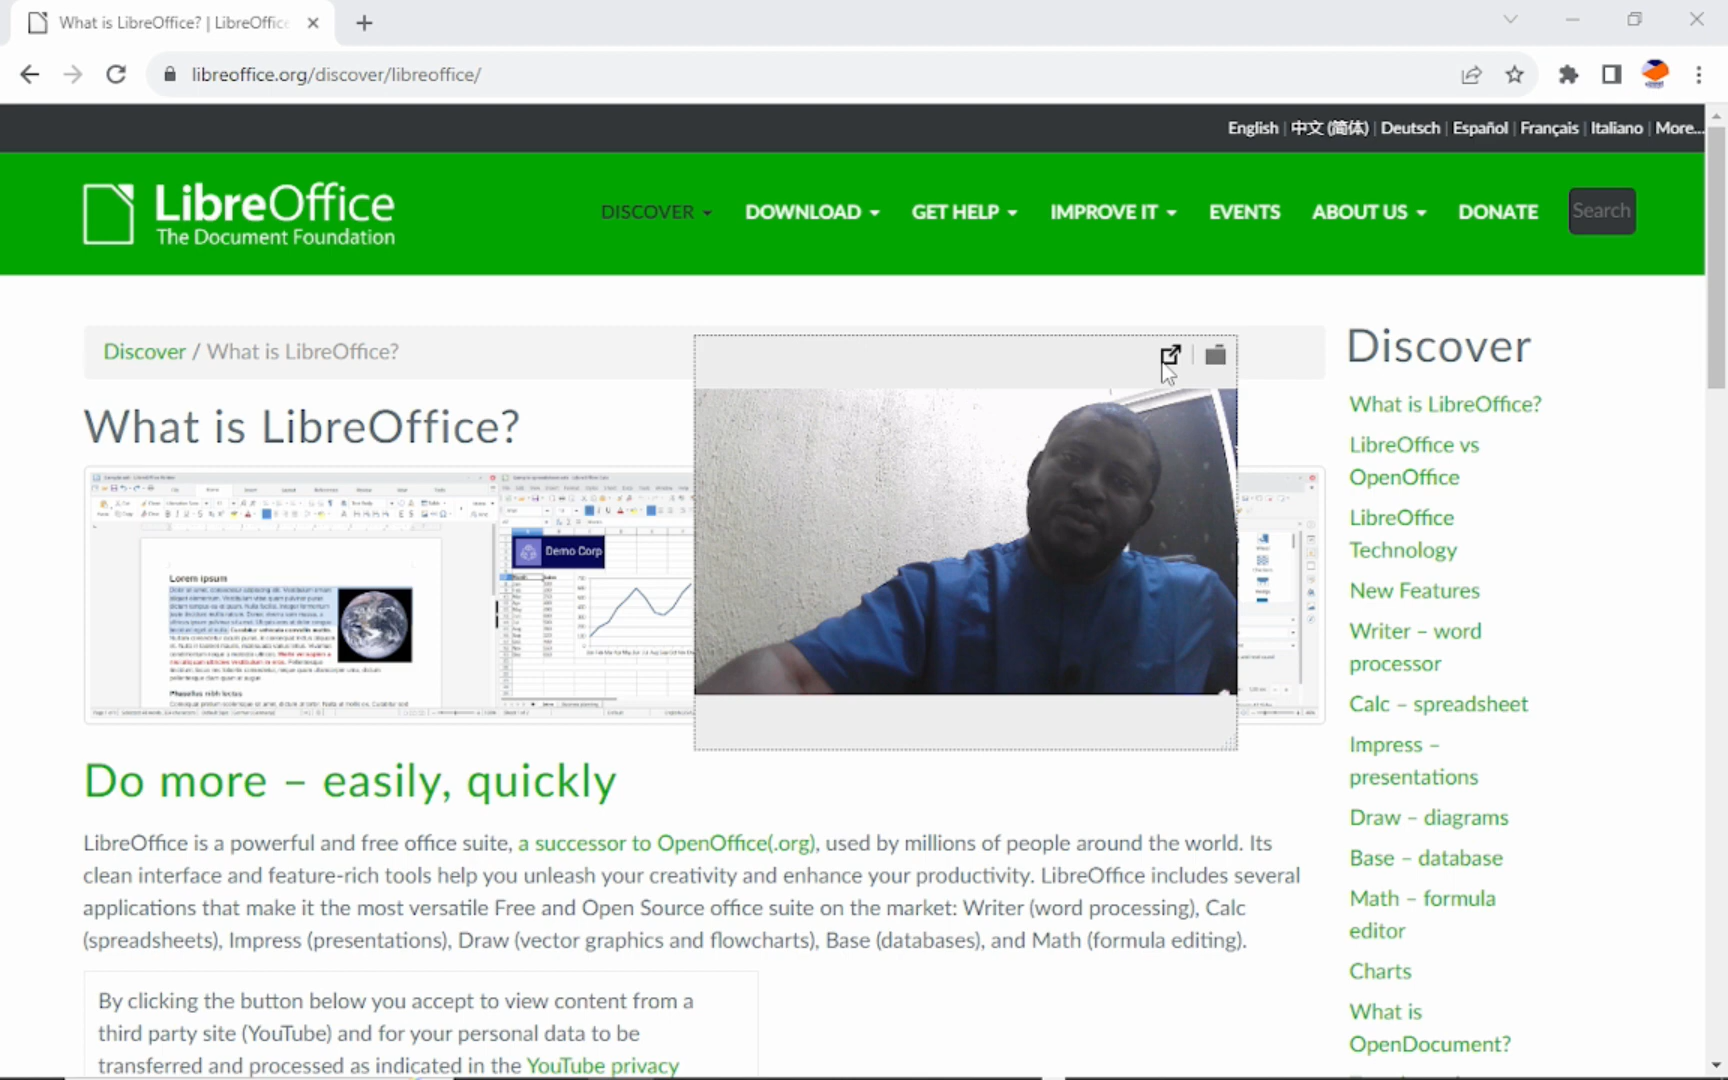 What is LibreOffice? | LibreOffice
libreoffice.org/discover/libreoffice/
English | 中文 (简体) | Deutsch | Español | Français | Italiano | More...
LibreOffice
The Document Foundation
DISCOVER
DOWNLOAD
GET HELP
IMPROVE IT
EVENTS
ABOUT US
DONATE
Search
Discover / What is LibreOffice?
What is LibreOffice?
Lorem ipsum
Phasellus nibh lectus
Demo Corp
Do more – easily, quickly
LibreOffice is a powerful and free office suite, a successor to OpenOffice(.org), used by millions of people around the world. Its
clean interface and feature-rich tools help you unleash your creativity and enhance your productivity. LibreOffice includes several
applications that make it the most versatile Free and Open Source office suite on the market: Writer (word processing), Calc
(spreadsheets), Impress (presentations), Draw (vector graphics and flowcharts), Base (databases), and Math (formula editing).
By clicking the button below you accept to view content from a
third party site (YouTube) and for your personal data to be
transferred and processed as indicated in the YouTube privacy
Discover
What is LibreOffice?
LibreOffice vs
OpenOffice
LibreOffice
Technology
New Features
Writer – word
processor
Calc – spreadsheet
Impress –
presentations
Draw – diagrams
Base – database
Math – formula
editor
Charts
What is
OpenDocument?